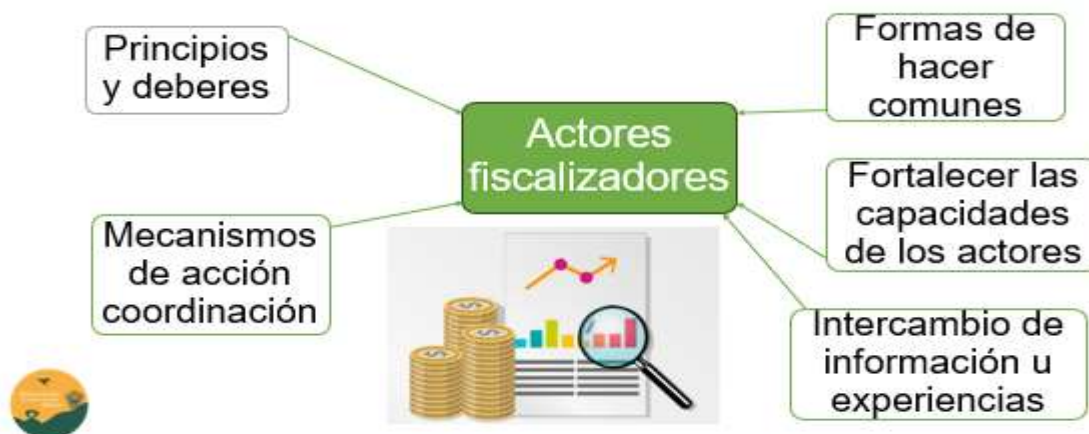 Principios
y deberes
Formas de
hacer
comunes
Actores
fiscalizadores
Fortalecer las
capacidades
de los actores
Mecanismos
de acción
coordinación
Intercambio de
información u
experiencias